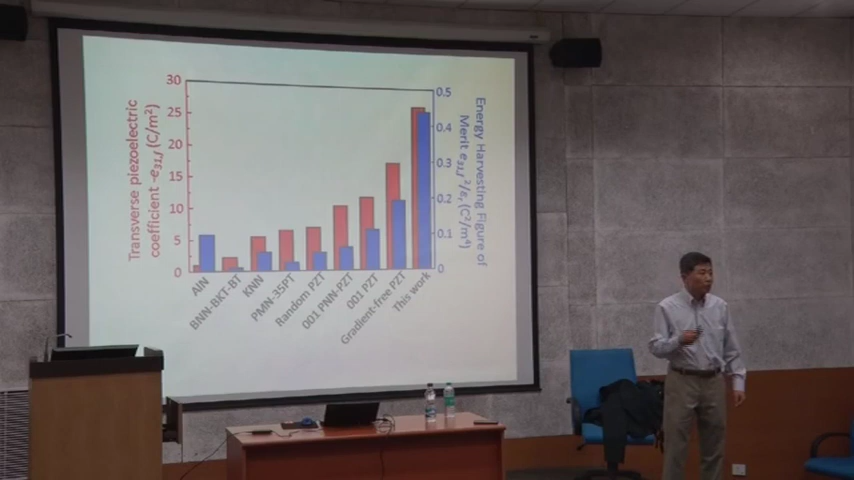 30
25
20
15
10
5
0
Transverse piezoelectric
coefficient -e31,f (C/m²)
0.5
0.4
0.3
0.2
0.1
0
Energy Harvesting Figure of
Merit e31,f²/εr (C²/m⁴)
AlN
BNN-BKT-BT
KNN
PMN-35PT
Random PZT
001 PNN-PZT
001 PZT
Gradient-free PZT
This work